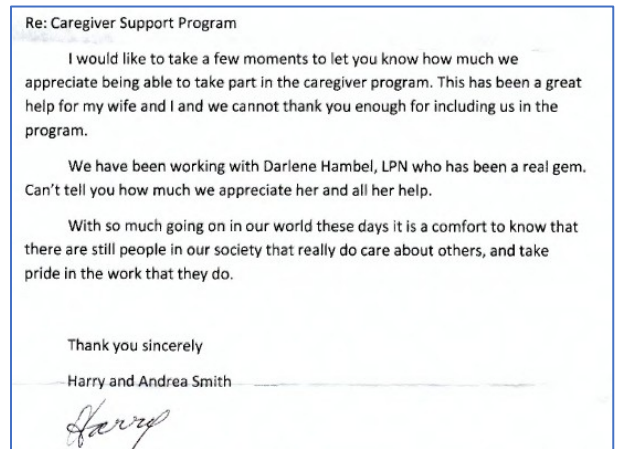 Re: Caregiver Support Program
I would like to take a few moments to let you know how much we
appreciate being able to take part in the caregiver program. This has been a great
help for my wife and I and we cannot thank you enough for including us in the
program.
We have been working with Darlene Hambel, LPN who has been a real gem.
Can't tell you how much we appreciate her and all her help.
With so much going on in our world these days it is a comfort to know that
there are still people in our society that really do care about others, and take
pride in the work that they do.
Thank you sincerely
Harry and Andrea Smith
Harry